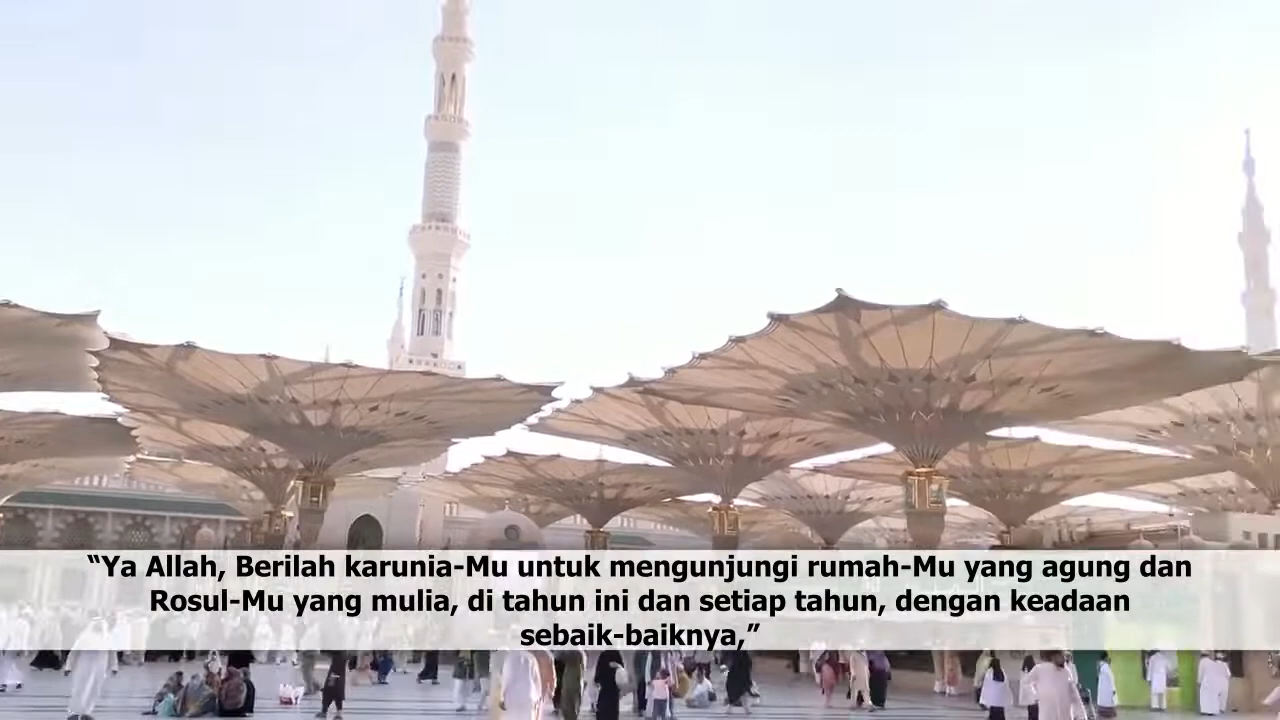 “Ya Allah, Berilah karunia-Mu untuk mengunjungi rumah-Mu yang agung dan
Rosul-Mu yang mulia, di tahun ini dan setiap tahun, dengan keadaan
sebaik-baiknya,”